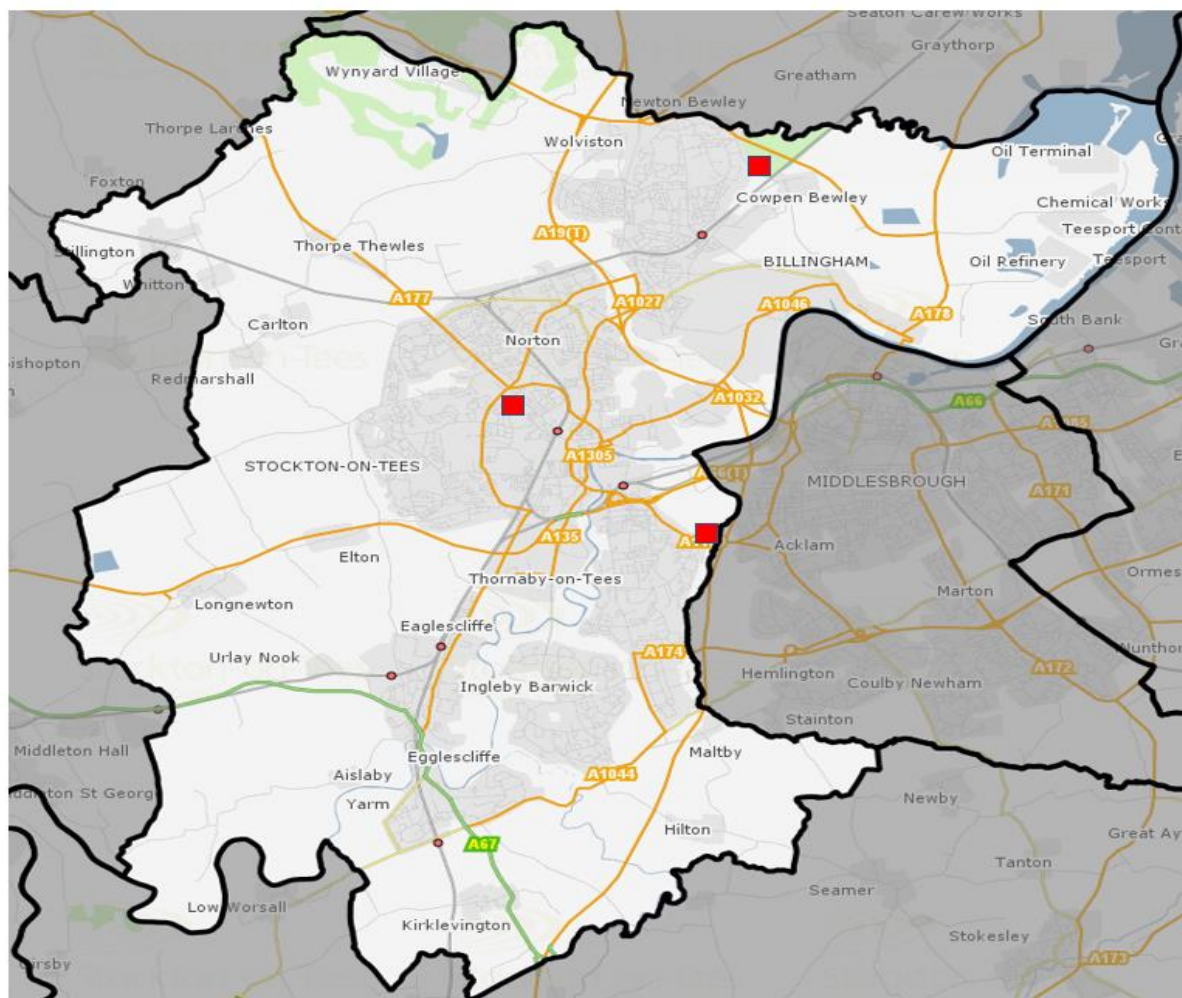 Seaton Carew Works
Graythorp
Wynyard Village
Greatham
Newton Bewley
Thorpe Larches
Wolviston
Oil Terminal
Foxton
Cowpen Bewley
Chemical Works
A19(T)
Teesport
Stillington
Thorpe Thewles
BILLINGHAM
Oil Refinery
Teesport
Whitton
A177
A1027
A1046
A178
Carlton
South Bank
Norton
Redmarshall
A1032
A66
A1305
STOCKTON-ON-TEES
A66(T)
MIDDLESBROUGH
A171
A135
Acklam
Elton
Thornaby-on-Tees
Longnewton
Marton
Eaglescliffe
A174
Urlay Nook
Hemlington
A172
Ingleby Barwick
Coulby Newham
Stainton
Middleton Hall
Egglescliffe
Maltby
Aislaby
A1044
Yarm
Newby
Hilton
Great Ay
A67
Tanton
Seamer
Low Worsall
Kirklevington
Stokesley
A173